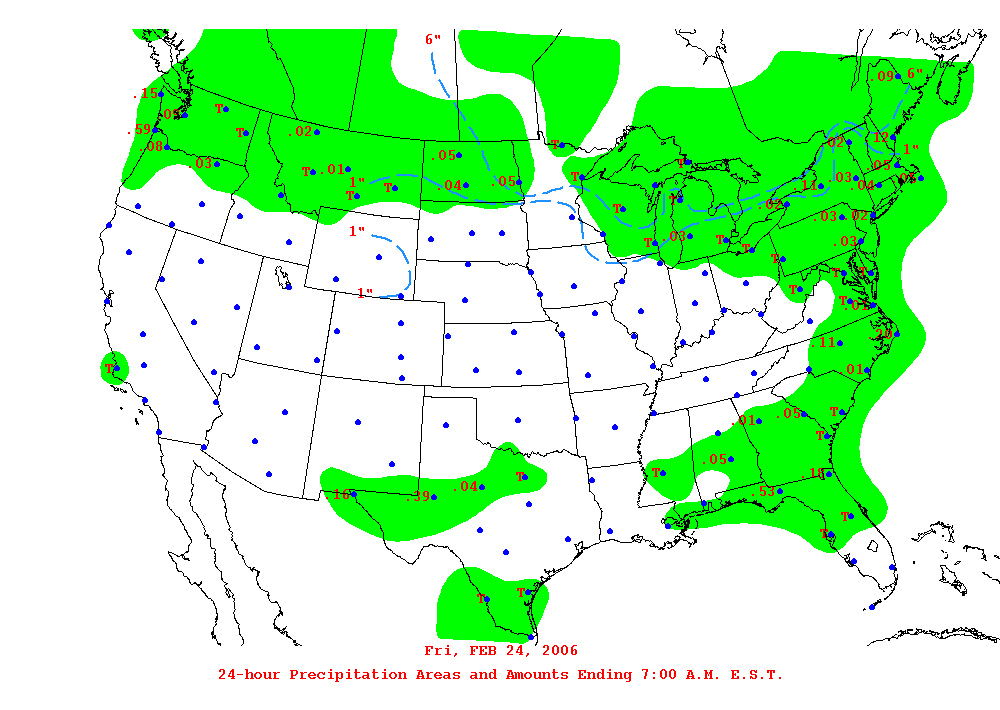 6"
6"
.15
.09
.05
T
.59
T
.02
.12
.08
.02
T
1"
.03
.05
T
T
.05
T
.01
T
.03
1"
T
.04
.05
.11
.04
T
T
.02
T
.03
.02
1"
T
.03
T
T
.03
T
T
T
T
1"
T
T
.01
.11
T
.01
.01
.05
T
T
.05
T
.18
.16
.39
.04
T
.53
T
T
T
T
Fri, FEB 24, 2006
24-hour Precipitation Areas and Amounts Ending 7:00 A.M. E.S.T.